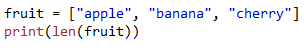 fruit = ["apple", "banana", "cherry"]
print(len(fruit))